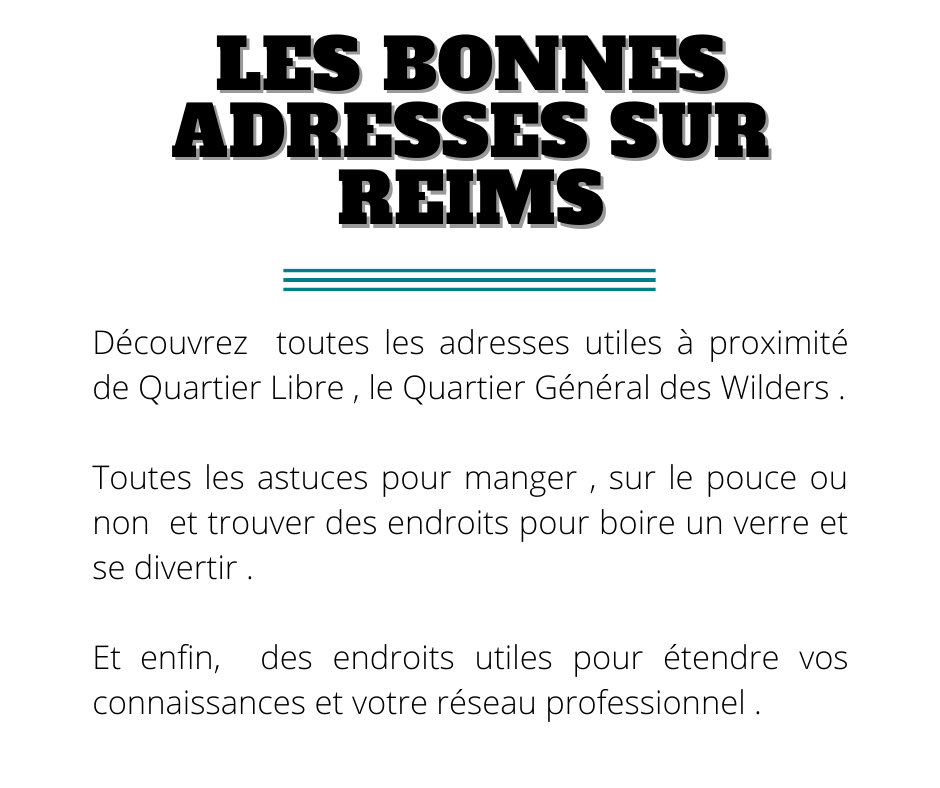 LES BONNES
ADRESSES SUR
REIMS
Découvrez toutes les adresses utiles à proximité
de Quartier Libre , le Quartier Général des Wilders .
Toutes les astuces pour manger , sur le pouce ou
non et trouver des endroits pour boire un verre et
se divertir .
Et enfin, des endroits utiles pour étendre vos
connaissances et votre réseau professionnel .